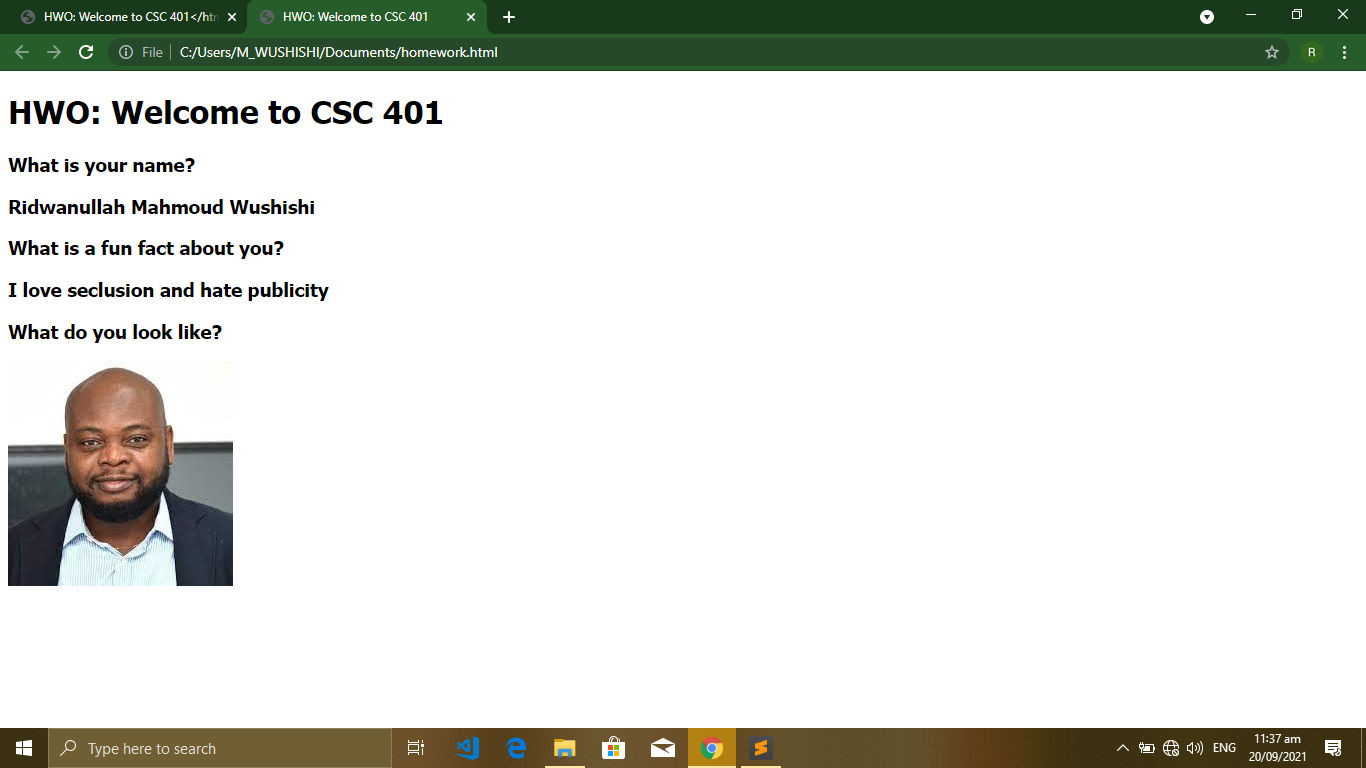 HWO: Welcome to CSC 401</htm
HWO: Welcome to CSC 401
File
C:/Users/M_WUSHISHI/Documents/homework.html
R
HWO: Welcome to CSC 401
What is your name?
Ridwanullah Mahmoud Wushishi
What is a fun fact about you?
I love seclusion and hate publicity
What do you look like?
Type here to search
ENG
11:37 am
20/09/2021